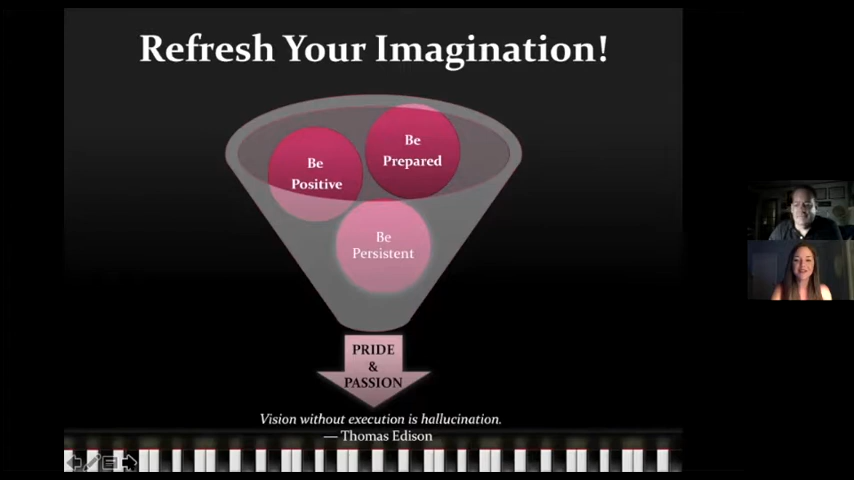 Refresh Your Imagination!
Be
Prepared
Be
Positive
Be
Persistent
PRIDE
&
PASSION
Vision without execution is hallucination.
— Thomas Edison